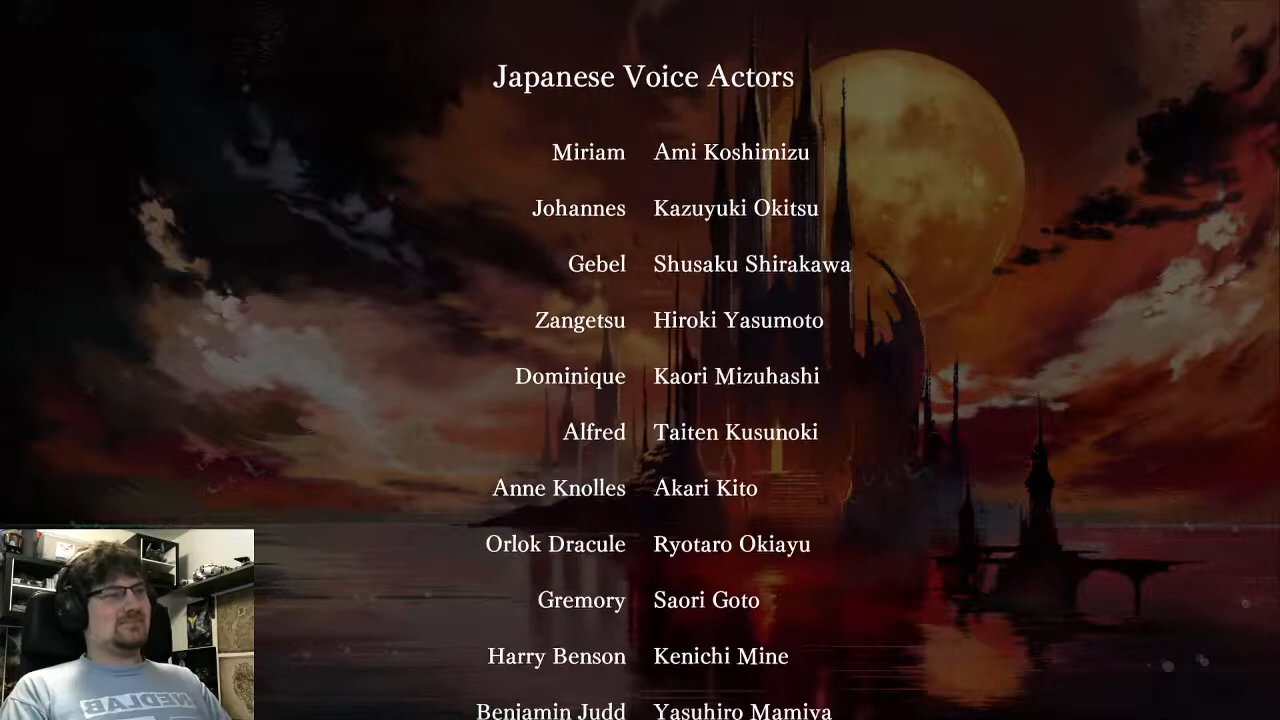 Japanese Voice Actors
Miriam Ami Koshimizu
Johannes Kazuyuki Okitsu
Gebel Shusaku Shirakawa
Zangetsu Hiroki Yasumoto
Dominique Kaori Mizuhashi
Alfred Taiten Kusunoki
Anne Knolles Akari Kito
Orlok Dracule Ryotaro Okiayu
Gremory Saori Goto
Harry Benson Kenichi Mine
Benjamin Judd Yasuhiro Mamiya
NEDLAB